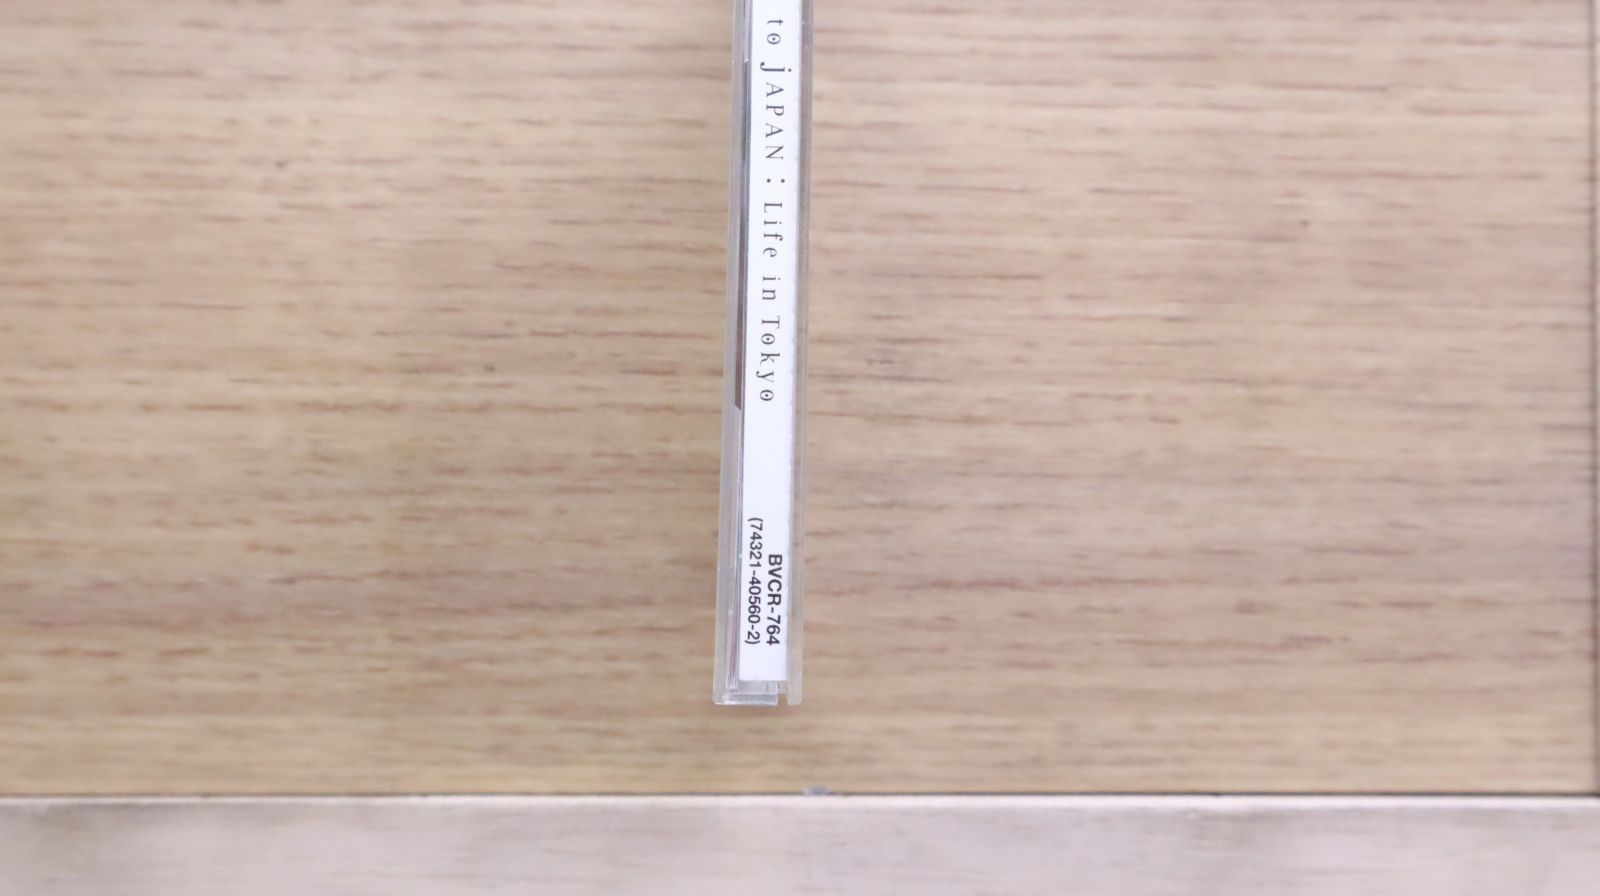 to JAPAN : Life in Tokyo
BVCR-764
(74321-40560-2)